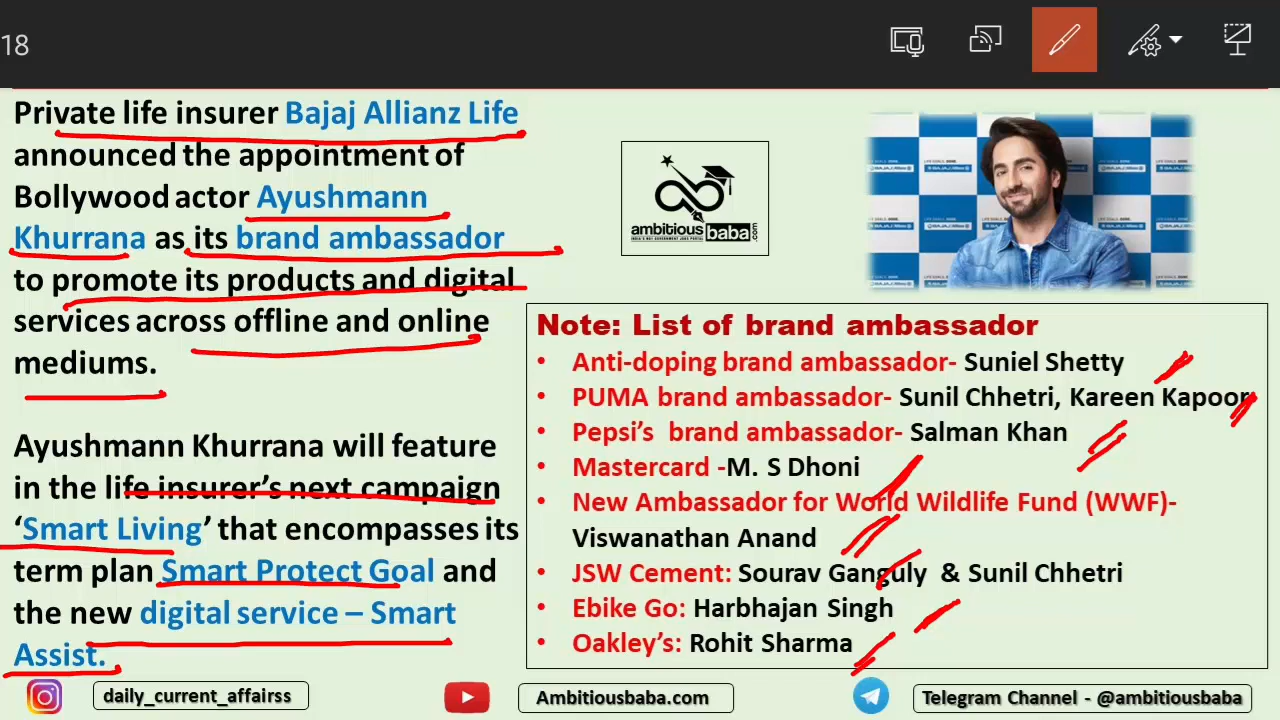 18
Private life insurer Bajaj Allianz Life
announced the appointment of
Bollywood actor Ayushmann
Khurrana as its brand ambassador
to promote its products and digital
services across offline and online
mediums.
Ayushmann Khurrana will feature
in the life insurer's next campaign
‘Smart Living’ that encompasses its
term plan Smart Protect Goal and
the new digital service – Smart
Assist.
ambitious baba .com
Note: List of brand ambassador
• Anti-doping brand ambassador- Suniel Shetty
• PUMA brand ambassador- Sunil Chhetri, Kareen Kapoor
• Pepsi's brand ambassador- Salman Khan
• Mastercard -M. S Dhoni
• New Ambassador for World Wildlife Fund (WWF)-
Viswanathan Anand
• JSW Cement: Sourav Ganguly & Sunil Chhetri
• Ebike Go: Harbhajan Singh
• Oakley's: Rohit Sharma
daily_current_affairss
Ambitiousbaba.com
Telegram Channel - @ambitiousbaba